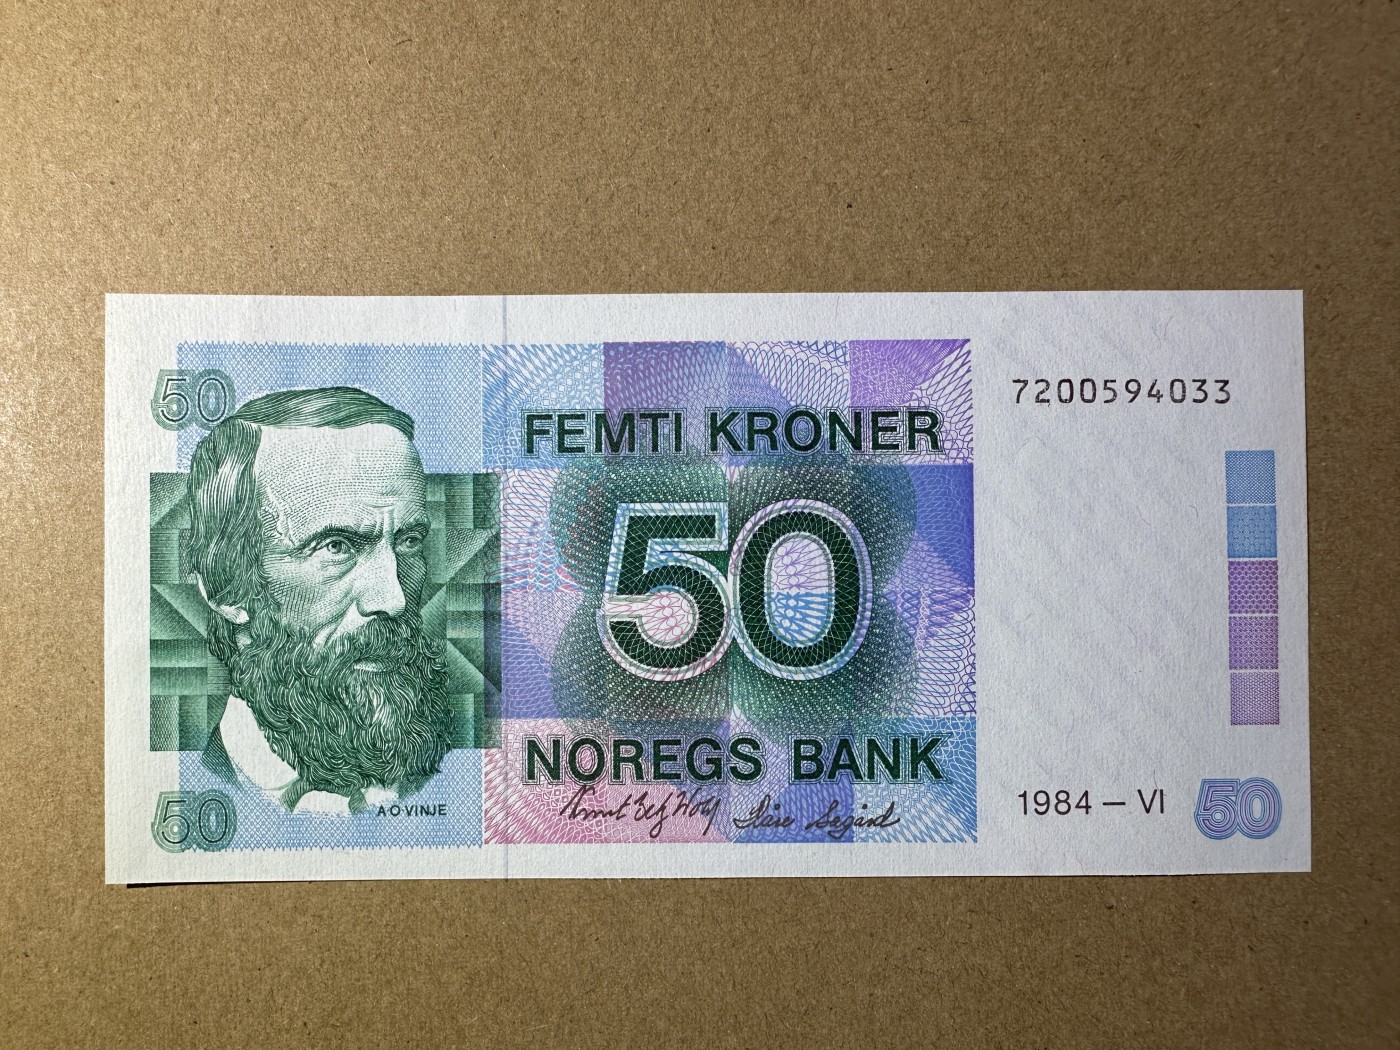 50
FEMTI KRONER
7200594033
50
A O VINJE
NOREGS BANK
50
1984 – VI
50